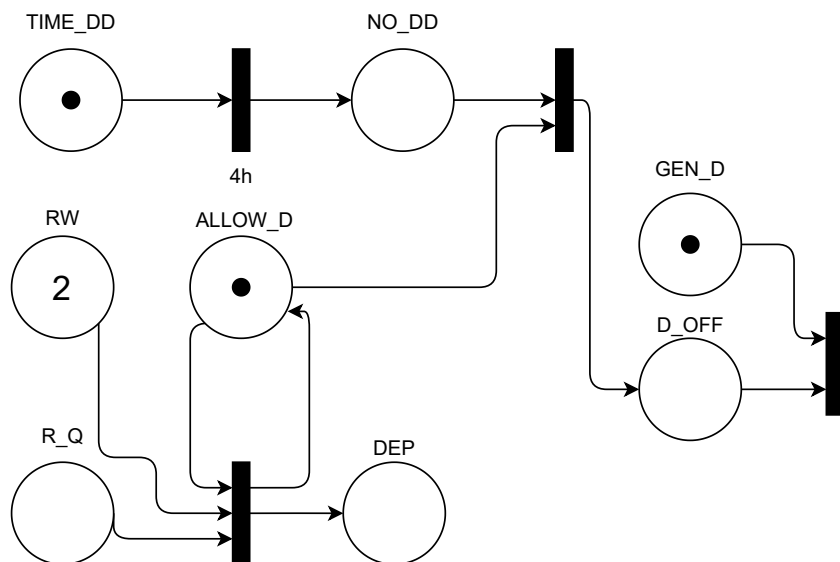 TIME_DD
NO_DD
4h
GEN_D
RW
ALLOW_D
2
D_OFF
R_Q
DEP